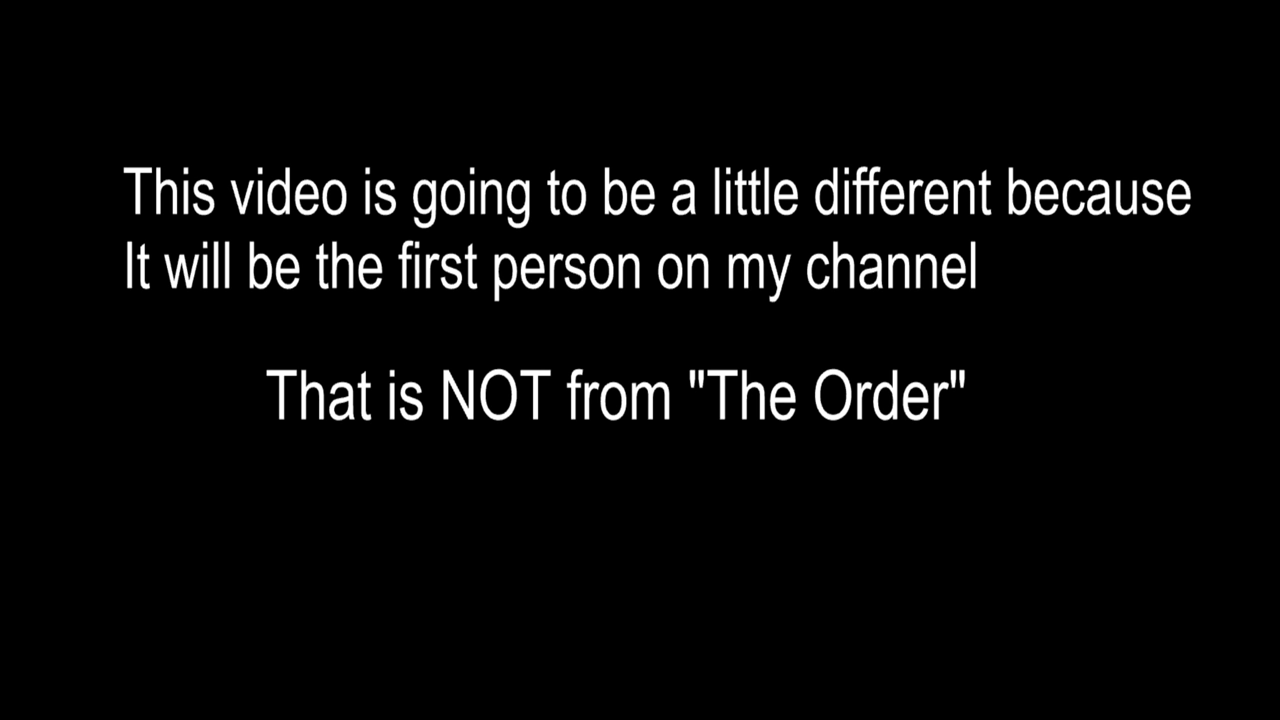 This video is going to be a little different because
It will be the first person on my channel
That is NOT from "The Order"